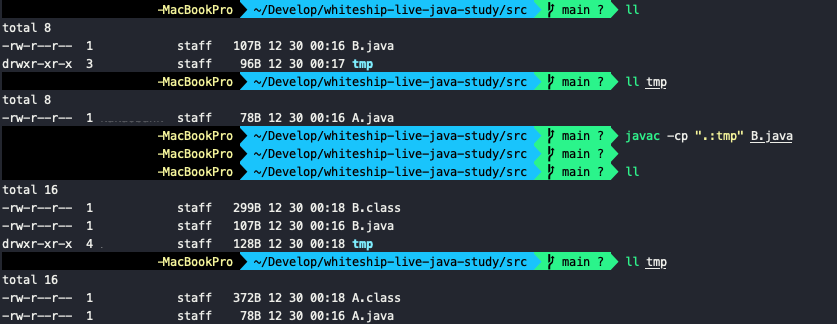 -MacBookPro ~/Develop/whiteship-live-java-study/src main ? ll
total 8
-rw-r--r-- 1 staff 107B 12 30 00:16 B.java
drwxr-xr-x 3 staff 96B 12 30 00:17 tmp
-MacBookPro ~/Develop/whiteship-live-java-study/src main ? ll tmp
total 8
-rw-r--r-- 1 staff 78B 12 30 00:16 A.java
-MacBookPro ~/Develop/whiteship-live-java-study/src main ? javac -cp ".:tmp" B.java
-MacBookPro ~/Develop/whiteship-live-java-study/src main ?
-MacBookPro ~/Develop/whiteship-live-java-study/src main ? ll
total 16
-rw-r--r-- 1 staff 299B 12 30 00:18 B.class
-rw-r--r-- 1 staff 107B 12 30 00:16 B.java
drwxr-xr-x 4 staff 128B 12 30 00:18 tmp
-MacBookPro ~/Develop/whiteship-live-java-study/src main ? ll tmp
total 16
-rw-r--r-- 1 staff 372B 12 30 00:18 A.class
-rw-r--r-- 1 staff 78B 12 30 00:16 A.java